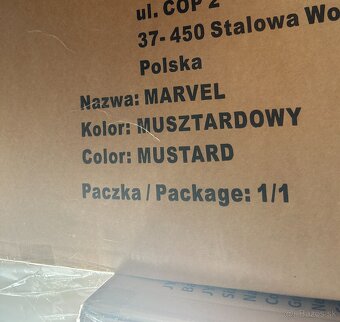 ul. COP 2
37- 450 Stalowa Wo
Polska
Nazwa: MARVEL
Kolor: MUSZTARDOWY
Color: MUSTARD
Paczka / Package: 1/1